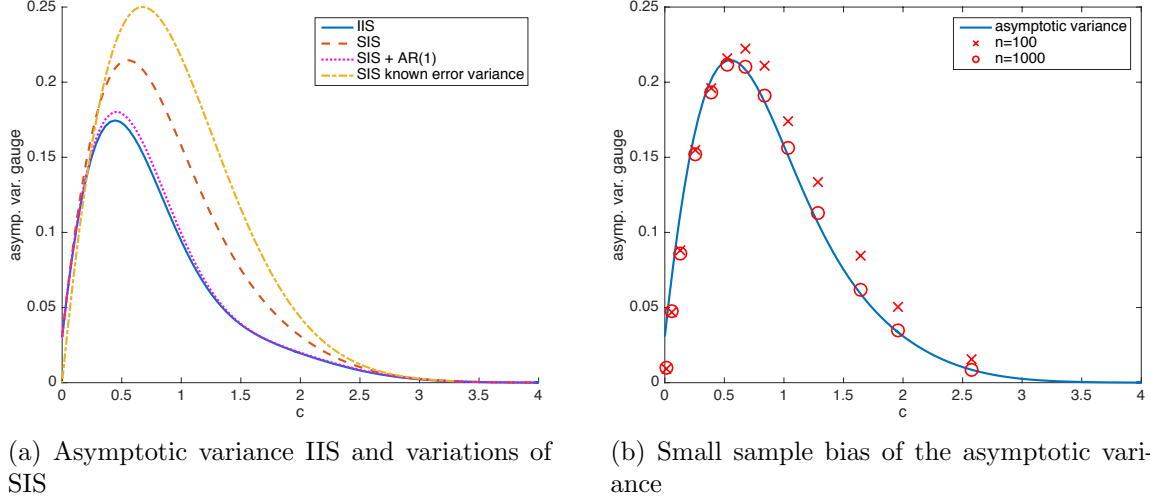 0.25
0.2
0.15
0.1
0.05
0
asymp. var. gauge
IIS
SIS
SIS + AR(1)
SIS known error variance
0 0.5 1 1.5 2 2.5 3 3.5 4
c
(a) Asymptotic variance IIS and variations of
SIS
0.25
0.2
0.15
0.1
0.05
0
asymp. var. gauge
asymptotic variance
n=100
n=1000
0 0.5 1 1.5 2 2.5 3 3.5 4
c
(b) Small sample bias of the asymptotic vari-
ance